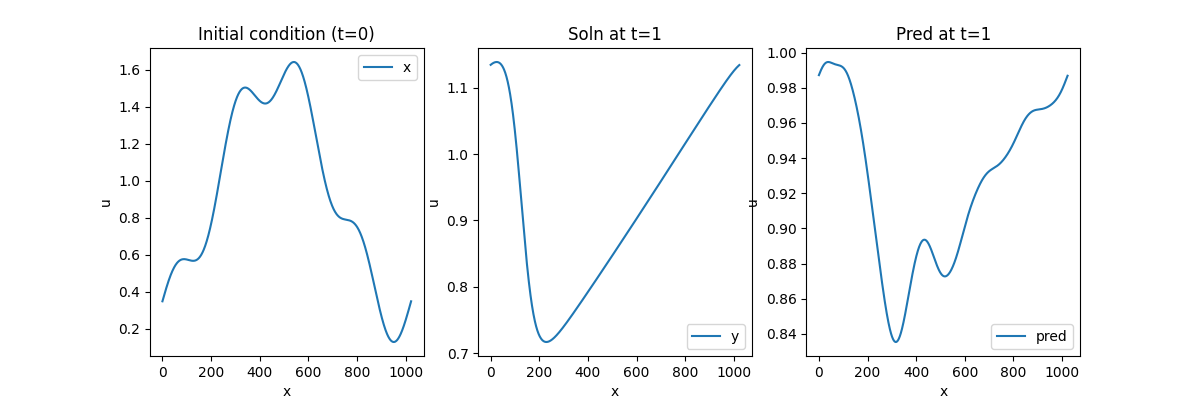 Initial condition (t=0)
1.6
1.4
1.2
1.0
0.8
0.6
0.4
0.2
u
x
0 200 400 600 800 1000
x
Soln at t=1
1.1
1.0
0.9
0.8
0.7
u
y
0 200 400 600 800 1000
x
Pred at t=1
1.00
0.98
0.96
0.94
0.92
0.90
0.88
0.86
0.84
u
pred
0 200 400 600 800 1000
x